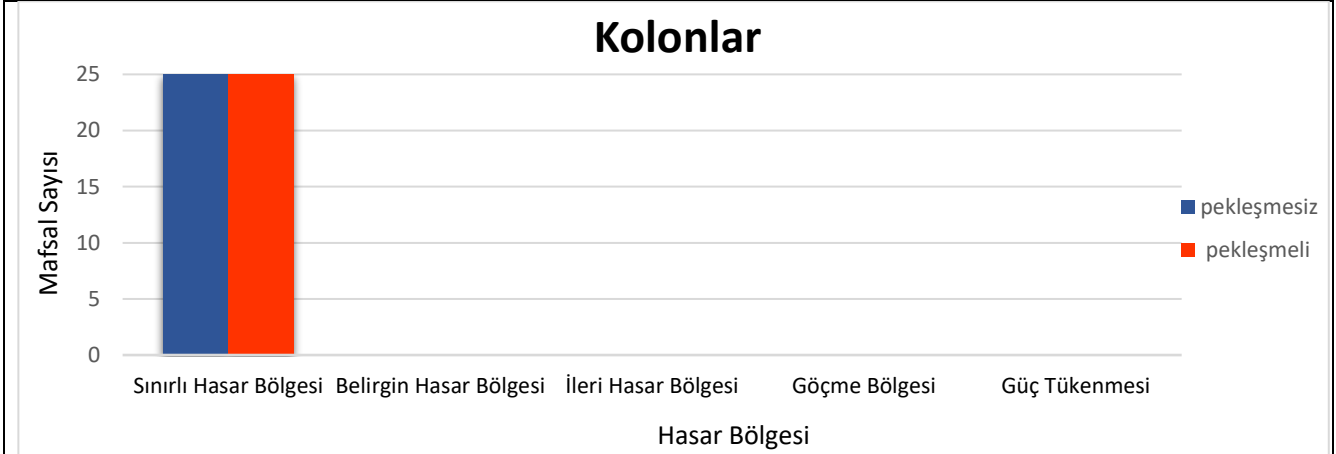 Kolonlar
Mafsal Sayısı
25
20
15
10
5
0
Sınırlı Hasar Bölgesi Belirgin Hasar Bölgesi İleri Hasar Bölgesi Göçme Bölgesi Güç Tükenmesi
Hasar Bölgesi
pekleşmesiz
pekleşmeli